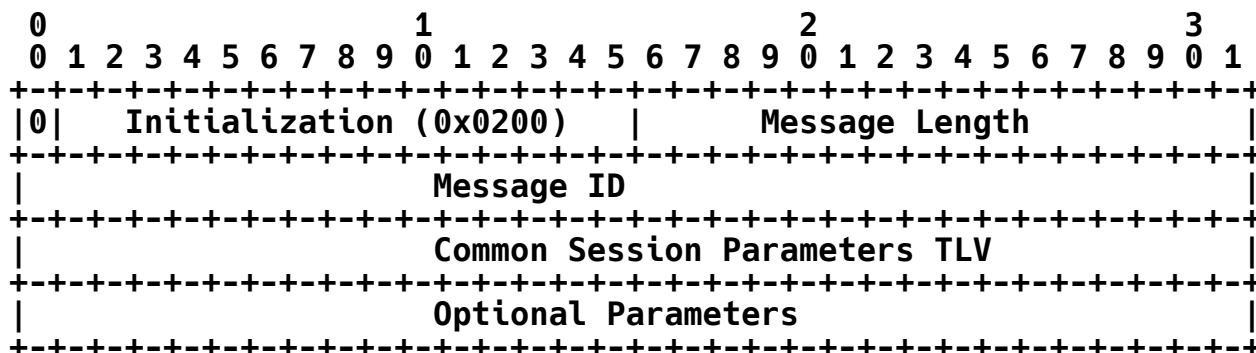 0                   1                   2                   3
 0 1 2 3 4 5 6 7 8 9 0 1 2 3 4 5 6 7 8 9 0 1 2 3 4 5 6 7 8 9 0 1
+-+-+-+-+-+-+-+-+-+-+-+-+-+-+-+-+-+-+-+-+-+-+-+-+-+-+-+-+-+-+-+-+
|0|   Initialization (0x0200)   |      Message Length           |
+-+-+-+-+-+-+-+-+-+-+-+-+-+-+-+-+-+-+-+-+-+-+-+-+-+-+-+-+-+-+-+-+
|                     Message ID                                |
+-+-+-+-+-+-+-+-+-+-+-+-+-+-+-+-+-+-+-+-+-+-+-+-+-+-+-+-+-+-+-+-+
|                     Common Session Parameters TLV             |
+-+-+-+-+-+-+-+-+-+-+-+-+-+-+-+-+-+-+-+-+-+-+-+-+-+-+-+-+-+-+-+-+
|                     Optional Parameters                       |
+-+-+-+-+-+-+-+-+-+-+-+-+-+-+-+-+-+-+-+-+-+-+-+-+-+-+-+-+-+-+-+-+